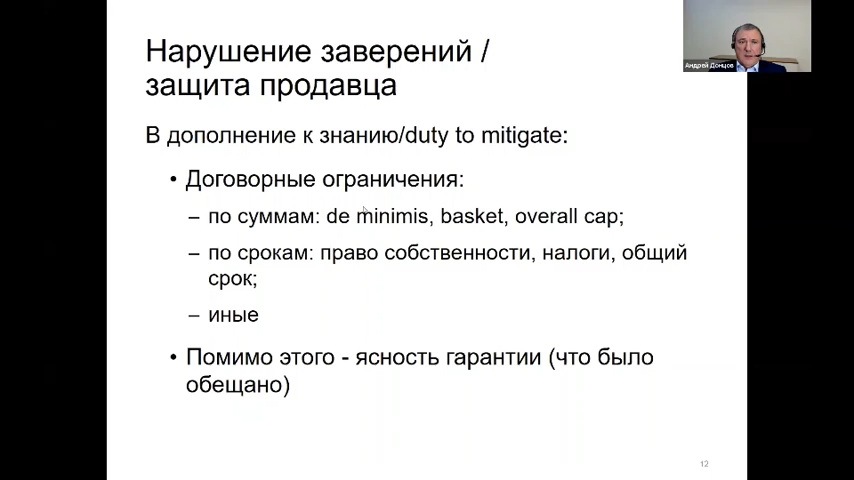 Нарушение заверений /
защита продавца
Андрей Донцов
В дополнение к знанию/duty to mitigate:
• Договорные ограничения:
– по суммам: de minimis, basket, overall cap;
– по срокам: право собственности, налоги, общий
срок;
– иные
• Помимо этого - ясность гарантии (что было
обещано)
12